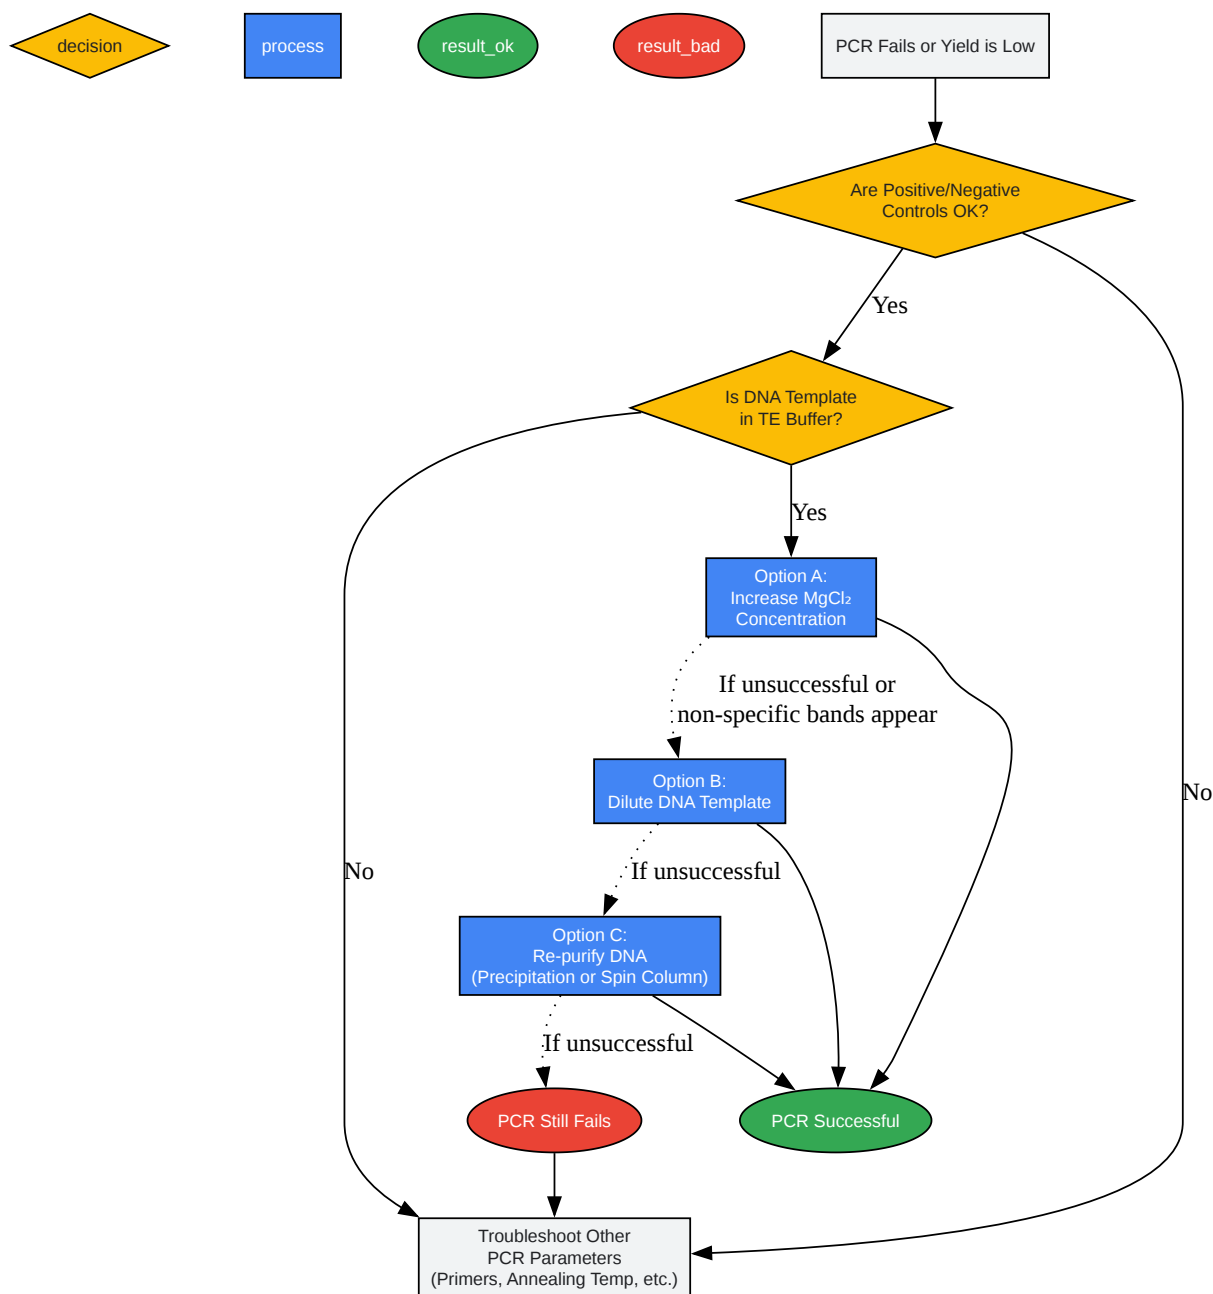 decision
process
result_ok
result_bad
PCR Fails or Yield is Low
Are Positive/Negative
Controls OK?
Yes
Is DNA Template
in TE Buffer?
Yes
Option A:
Increase MgCl₂
Concentration
If unsuccessful or
non-specific bands appear
Option B:
Dilute DNA Template
No
No
If unsuccessful
Option C:
Re-purify DNA
(Precipitation or Spin Column)
If unsuccessful
PCR Still Fails
PCR Successful
Troubleshoot Other
PCR Parameters
(Primers, Annealing Temp, etc.)